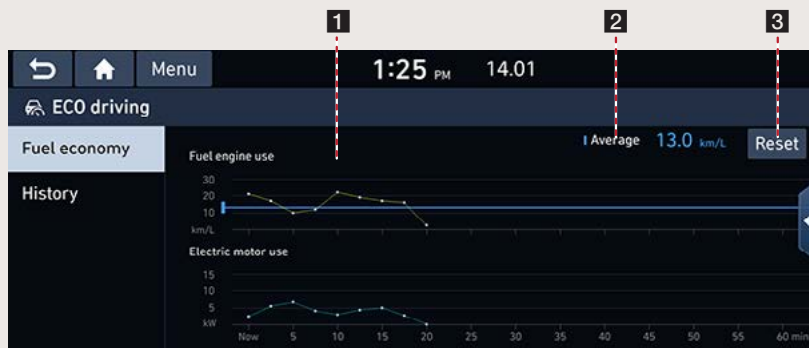 1 2 3
Menu 1:25 PM 14.01
ECO driving
Fuel economy
Average 13.0 km/L Reset
Fuel engine use
History
30
20
10
km/L
Electric motor use
15
10
5
kW
Now 5 10 15 20 25 30 35 40 45 50 55 60 min